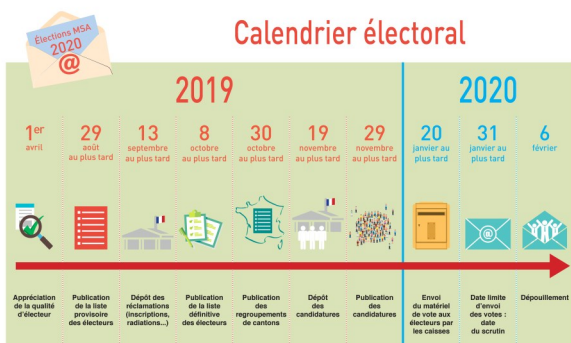 Élections MSA
2020
@
Calendrier électoral
2019
2020
1er
avril
29
août
au plus tard
13
septembre
au plus tard
8
octobre
au plus tard
30
octobre
au plus tard
19
novembre
au plus tard
29
novembre
au plus tard
20
janvier au
plus tard
31
janvier au
plus tard
6
février
@
Appréciation
de la qualité
d'électeur
Publication
de la liste
provisoire
des électeurs
Dépôt des
réclamations
(inscriptions,
radiations...)
Publication
de la liste
définitive
des électeurs
Publication
des
regroupements
de cantons
Dépôt
des
candidatures
Publication
des
candidatures
Envoi
du matériel
de vote aux
électeurs par
les caisses
Date limite
d'envoi
des votes :
date
du scrutin
Dépouillement